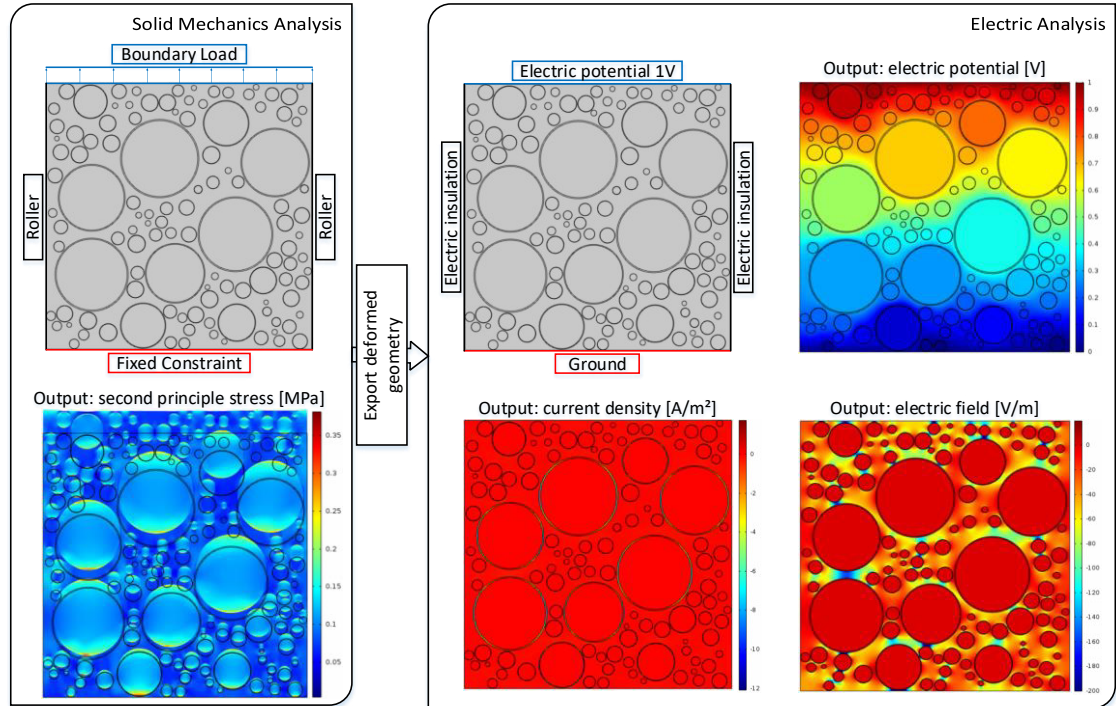 Solid Mechanics Analysis
Boundary Load
Roller
Roller
Fixed Constraint
Output: second principle stress [MPa]
0.35
0.3
0.25
0.2
0.15
0.1
0.05
Export deformed
geometry
Electric Analysis
Electric potential 1V
Electric insulation
Electric insulation
Ground
Output: electric potential [V]
1
0.9
0.8
0.7
0.6
0.5
0.4
0.3
0.2
0.1
0
Output: current density [A/m²]
0
-2
-4
-6
-8
-10
-12
Output: electric field [V/m]
0
-20
-40
-60
-80
-100
-120
-140
-160
-180
-200